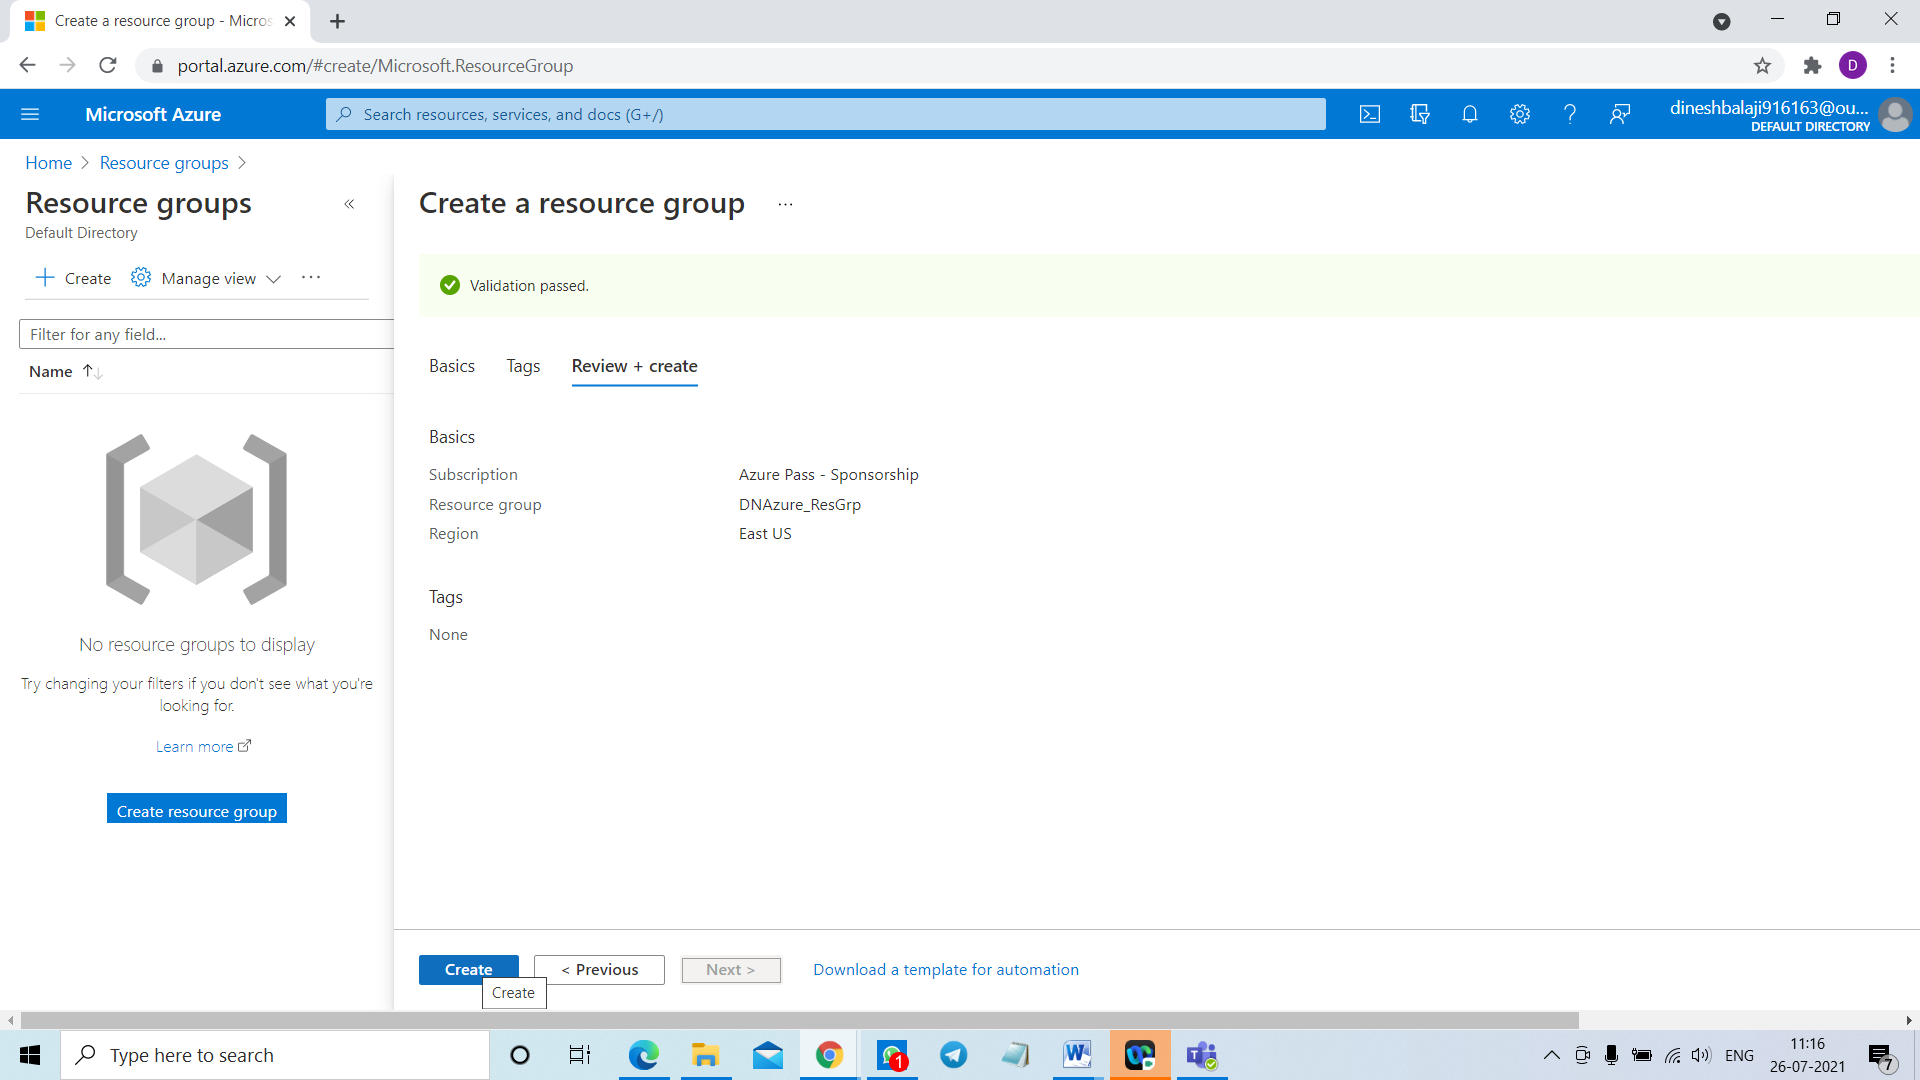 Create a resource group - Micros
portal.azure.com/#create/Microsoft.ResourceGroup
D
Microsoft Azure
Search resources, services, and docs (G+/)
dineshbalaji916163@ou...
DEFAULT DIRECTORY
Home > Resource groups >
Resource groups
Default Directory
Create
Manage view
Filter for any field...
Name
No resource groups to display
Try changing your filters if you don't see what you're
looking for.
Learn more
Create resource group
Create a resource group ...
Validation passed.
Basics
Tags
Review + create
Basics
Subscription Azure Pass - Sponsorship
Resource group DNAzure_ResGrp
Region East US
Tags
None
Create
< Previous
Next >
Download a template for automation
Create
Type here to search
1
ENG
11:16
26-07-2021
7